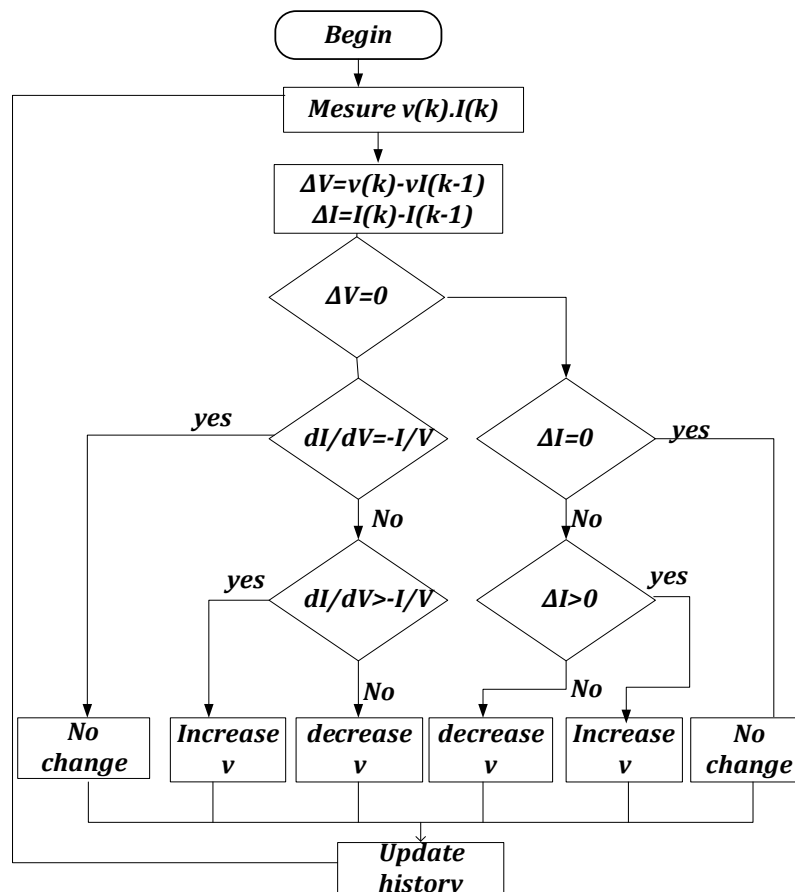 Begin
Mesure v(k).I(k)
ΔV=v(k)-vI(k-1)
ΔI=I(k)-I(k-1)
ΔV=0
yes
dI/dV=-I/V
ΔI=0
yes
No
No
yes
dI/dV>-I/V
ΔI>0
yes
No
No
No
change
Increase
v
decrease
v
decrease
v
Increase
v
No
change
Update
history